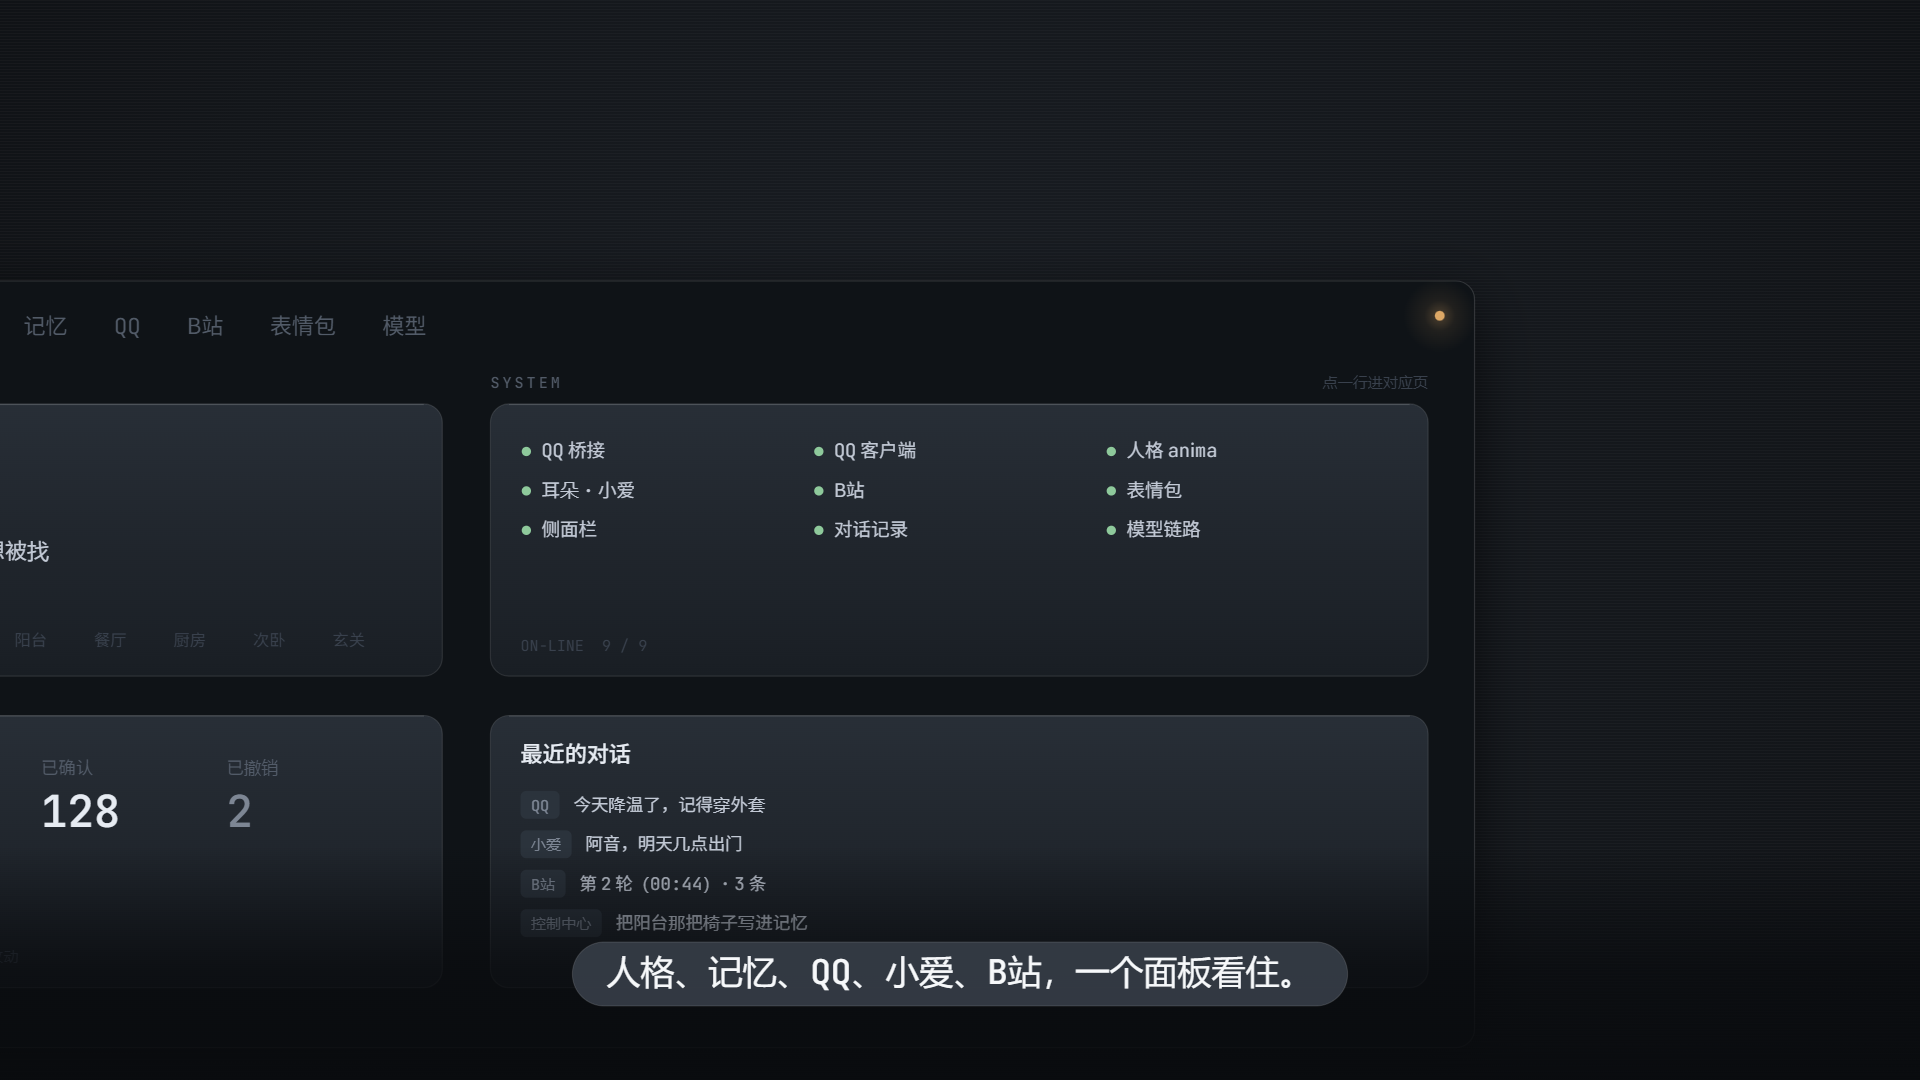 记忆 QQ B站 表情包 模型
SYSTEM 点一行进对应页
QQ 桥接 QQ 客户端 人格 anima
耳朵·小爱 B站 表情包
侧面栏 对话记录 模型链路
被找
阳台 餐厅 厨房 次卧 玄关
ON-LINE 9 / 9
已确认 已撤销
128 2
最近的对话
QQ 今天降温了，记得穿外套
小爱 阿音，明天几点出门
B站 第 2 轮（00:44）· 3 条
控制中心 把阳台那把椅子写进记忆
动
人格、记忆、QQ、小爱、B站，一个面板看住。